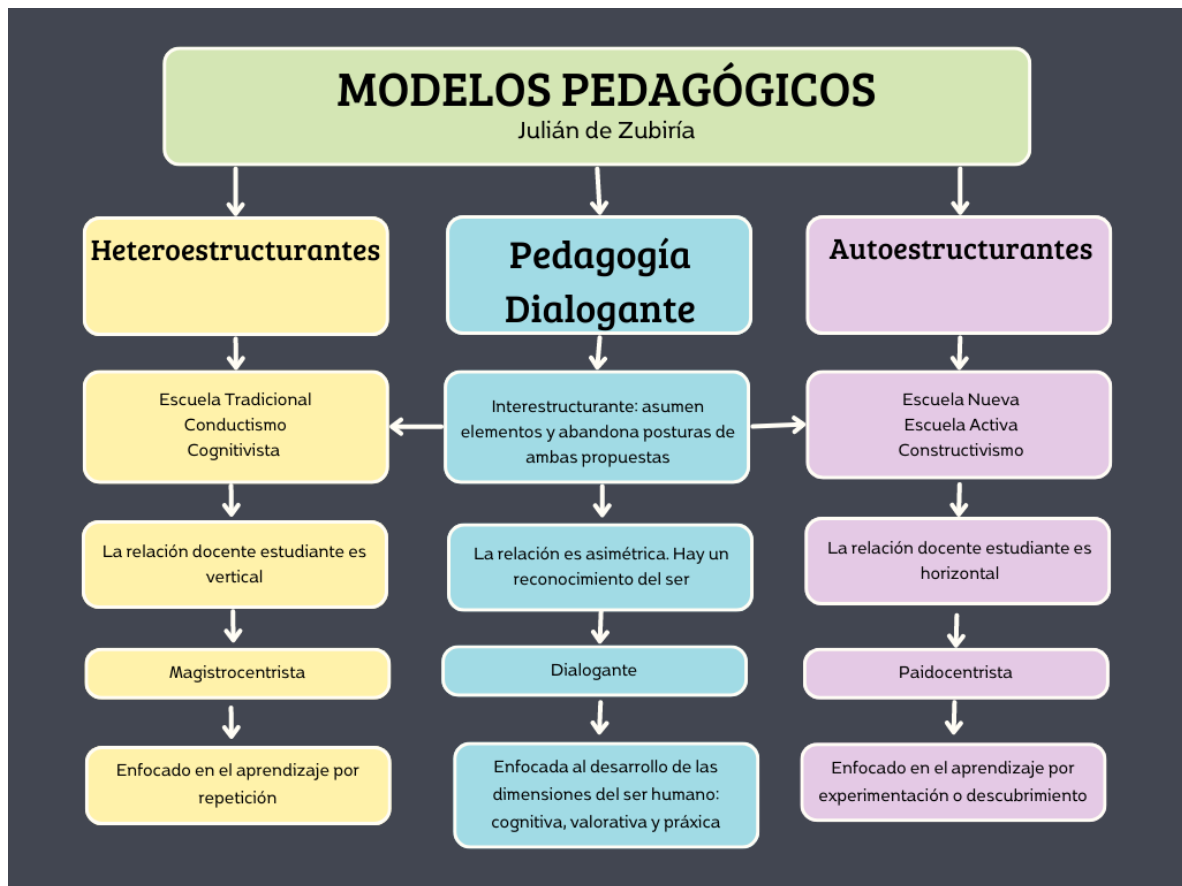 MODELOS PEDAGÓGICOS
Julián de Zubiría
Heteroestructurantes
Pedagogía
Dialogante
Autoestructurantes
Escuela Tradicional
Conductismo
Cognitivista
Interestructurante: asumen
elementos y abandona posturas de
ambas propuestas
Escuela Nueva
Escuela Activa
Constructivismo
La relación docente estudiante es
vertical
La relación es asimétrica. Hay un
reconocimiento del ser
La relación docente estudiante es
horizontal
Magistrocentrista
Dialogante
Paidocentrista
Enfocado en el aprendizaje por
repetición
Enfocada al desarrollo de las
dimensiones del ser humano:
cognitiva, valorativa y práxica
Enfocado en el aprendizaje por
experimentación o descubrimiento